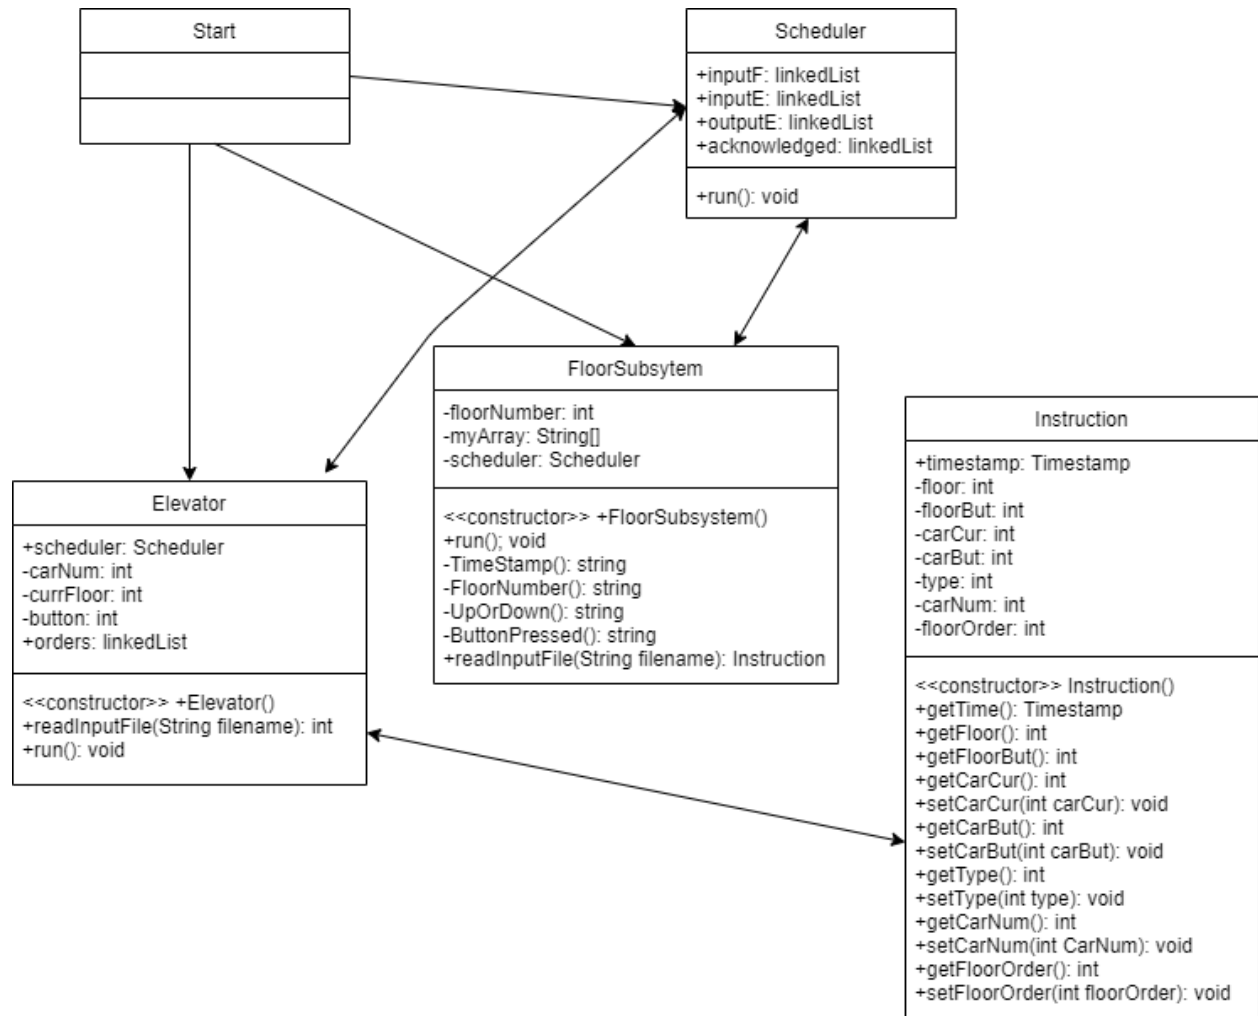 Start
Scheduler
+inputF: linkedList
+inputE: linkedList
+outputE: linkedList
+acknowledged: linkedList
+run(): void
FloorSubsytem
-floorNumber: int
-myArray: String[]
-scheduler: Scheduler
<<constructor>> +FloorSubsystem()
+run(); void
-TimeStamp(): string
-FloorNumber(): string
-UpOrDown(): string
-ButtonPressed(): string
+readInputFile(String filename): Instruction
Elevator
+scheduler: Scheduler
-carNum: int
-currFloor: int
-button: int
+orders: linkedList
<<constructor>> +Elevator()
+readInputFile(String filename): int
+run(): void
Instruction
+timestamp: Timestamp
-floor: int
-floorBut: int
-carCur: int
-carBut: int
-type: int
-carNum: int
-floorOrder: int
<<constructor>> Instruction()
+getTime(): Timestamp
+getFloor(): int
+getFloorBut(): int
+getCarCur(): int
+setCarCur(int carCur): void
+getCarBut(): int
+setCarBut(int carBut): void
+getType(): int
+setType(int type): void
+getCarNum(): int
+setCarNum(int CarNum): void
+getFloorOrder(): int
+setFloorOrder(int floorOrder): void